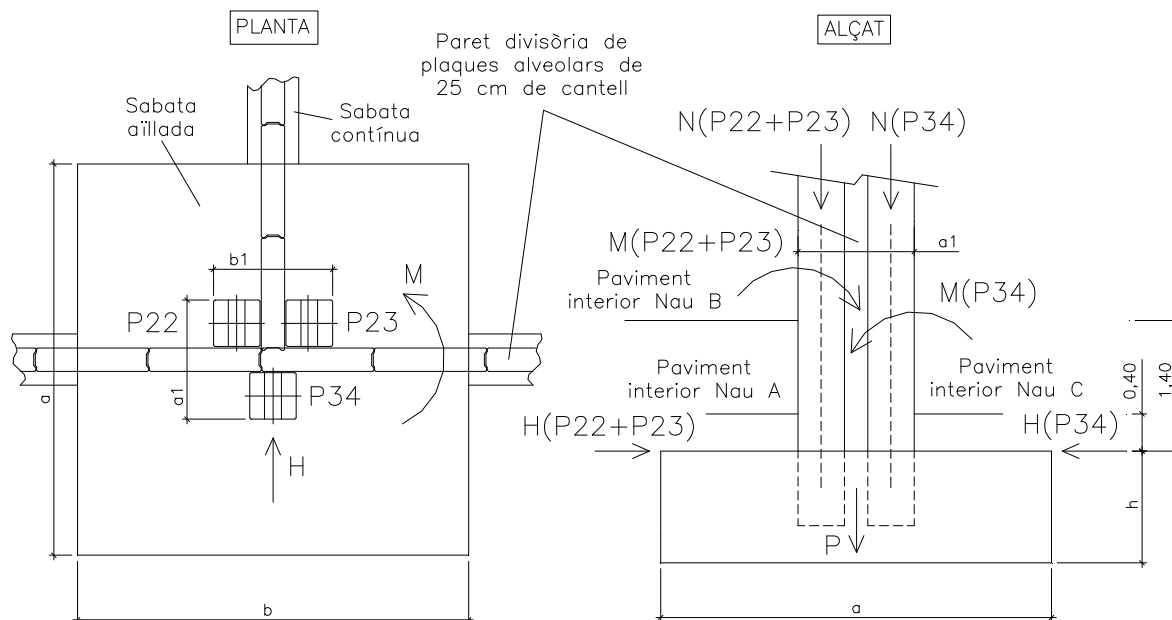 PLANTA
ALÇAT
Paret divisòria de
plaques alveolars de
25 cm de cantell
Sabata
aïllada
Sabata
contínua
b1
M
P22
P23
a1
P34
H
a
b
N(P22+P23)
N(P34)
M(P22+P23)
a1
Paviment
interior Nau B
M(P34)
Paviment
interior Nau A
Paviment
interior Nau C
0,40
1,40
H(P22+P23)
H(P34)
P
h
a